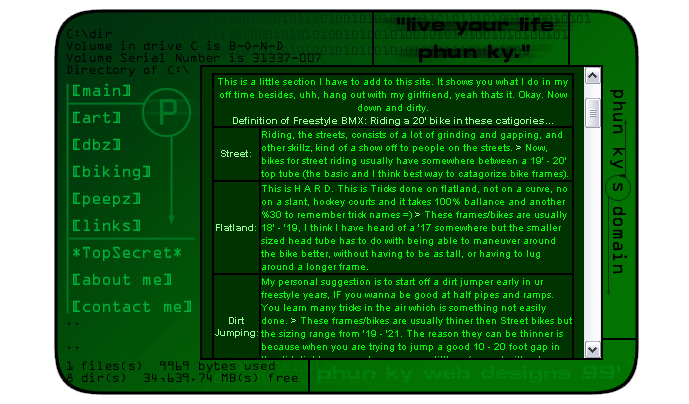 C:\dir
Volume in drive C is B-O-N-D
Volume Serial Number is 31337-007
Directory of C:\
[main]
[art]
[dbz]
[biking]
[peepz]
[links]
*TopSecret*
[about me]
[contact me]
..
..
1 files(s) 9969 bytes used
8 dir(s) 34,639.74 MB(s) free
P
"live your life
phun ky."
This is a little section I have to add to this site. It shows you what I do in my
off time besides, uhh, hang out with my girlfriend, yeah thats it. Okay. Now
down and dirty.
Definition of Freestyle BMX: Riding a 20' bike in these catigories...
Street:
Riding, the streets, consists of a lot of grinding and gapping, and
other skillz, kind of a show off to people on the streets. > Now,
bikes for street riding usually have somewhere between a 19' - 20'
top tube (the basic and I think best way to catagorize bike frames).
Flatland:
This is H A R D. This is Tricks done on flatland, not on a curve, no
on a slant, hockey courts and it takes 100% ballance and another
%30 to remember trick names =) > These frames/bikes are usually
18' - '19, I think I have heard of a '17 somewhere but the smaller
sized head tube has to do with being able to maneuver around
the bike better, without having to be as tall, or having to lug
around a longer frame.
Dirt
Jumping:
My personal suggestion is to start off a dirt jumper early in ur
freestyle years, IF you wanna be good at half pipes and ramps.
You learn many tricks in the air which is something not easily
done. > These frames/bikes are usually thiner then Street bikes but
the sizing range from '19 - '21. The reason they can be thinner is
because when you are trying to jump a good 10 - 20 foot gap in
phun ky's domain
phun ky web designs 99'